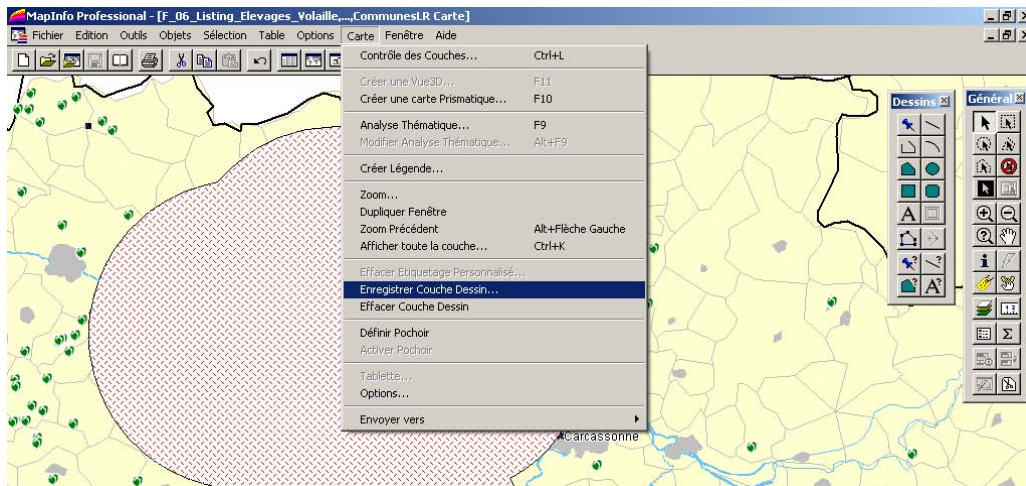 MapInfo Professional - [F_06_Listing_Elevages_Volaille,...,CommunesLR Carte]
Fichier Edition Outils Objets Sélection Table Options Carte Fenêtre Aide
Contrôle des Couches... Ctrl+L
Créer une Vue3D... F11
Créer une carte Prismatique... F10
Analyse Thématique... F9
Modifier Analyse Thématique... Alt+F9
Créer Légende...
Zoom...
Dupliquer Fenêtre
Zoom Précédent Alt+Flèche Gauche
Afficher toute la couche... Ctrl+K
Effacer Etiquetage Personnalisé...
Enregistrer Couche Dessin...
Effacer Couche Dessin
Définir Pochoir
Activer Pochoir
Tablette...
Options...
Envoyer vers
Dessins
Général
Carcassonne